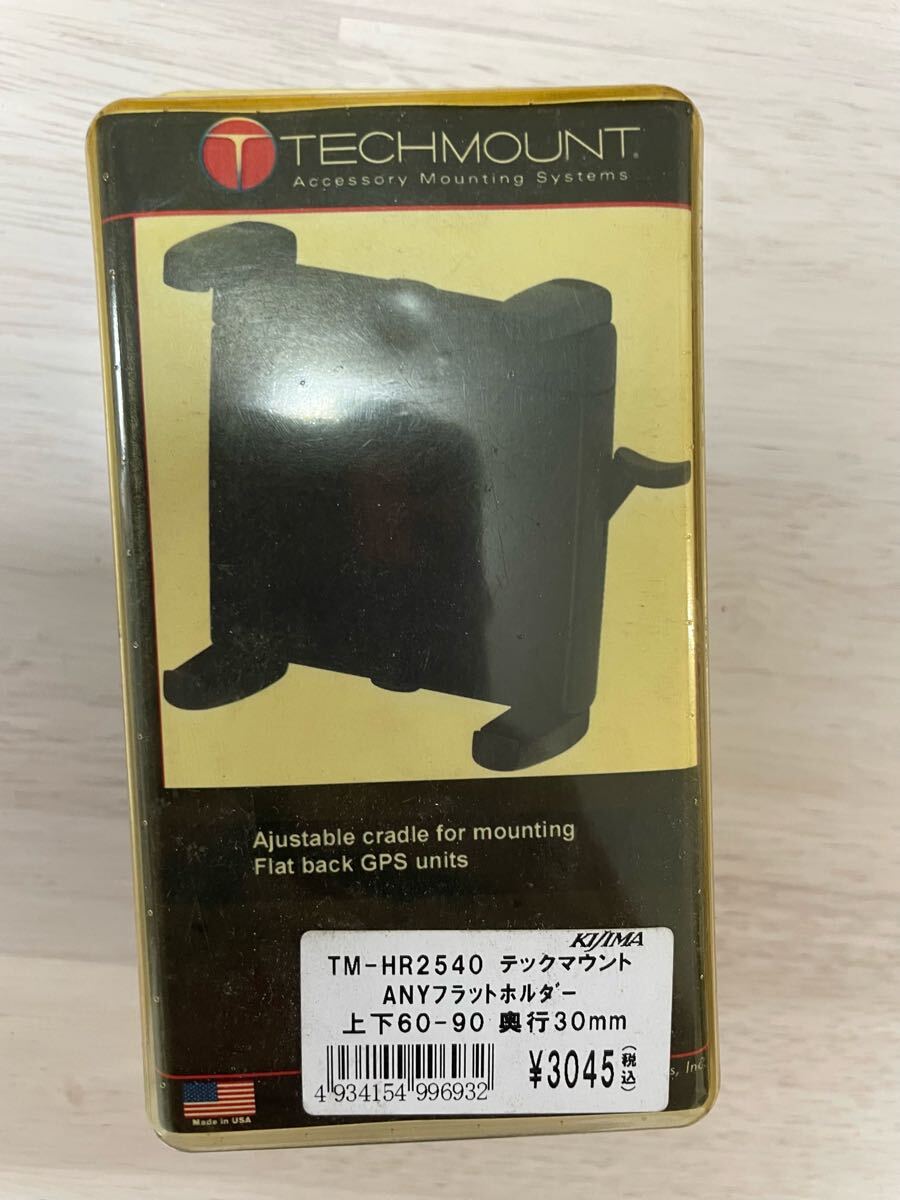 TECHMOUNT®
Accessory Mounting Systems
Ajustable cradle for mounting
Flat back GPS units
KIJIMA
TM-HR2540 テックマウント
ANYフラットホルダー
上下60-90 奥行30mm
¥3045(税込)
4 934154 996932
s, Inc.
Made in USA